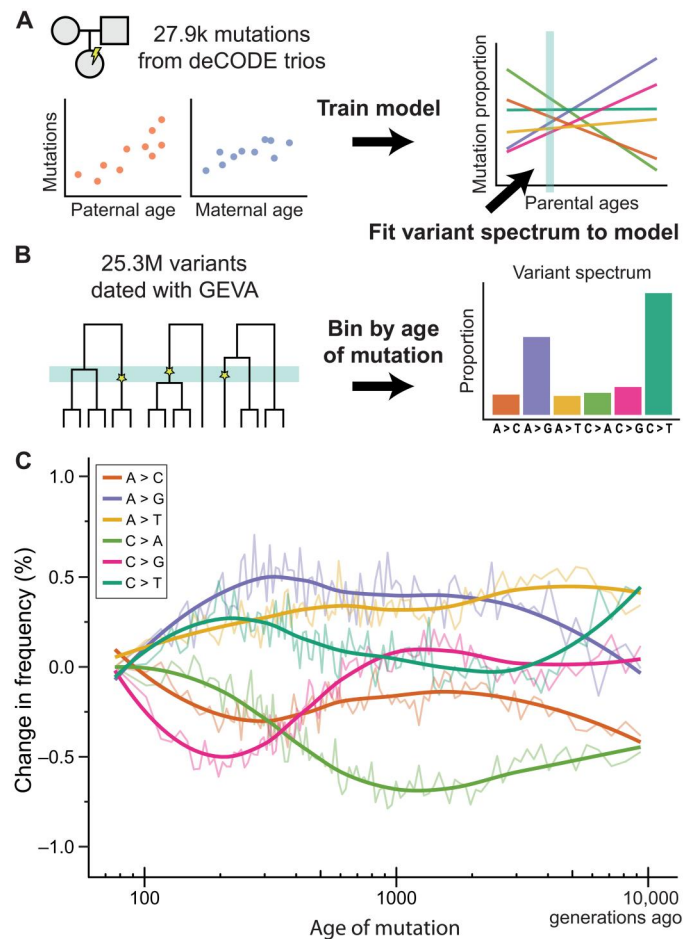 A
27.9k mutations
from deCODE trios
Mutations
Paternal age
Maternal age
Train model
Mutation proportion
Parental ages
Fit variant spectrum to model
B
25.3M variants
dated with GEVA
Bin by age
of mutation
Variant spectrum
Proportion
A > C A > G A > T C > A C > G C > T
C
A > C
A > G
A > T
C > A
C > G
C > T
Change in frequency (%)
1.0
0.5
0.0
−0.5
−1.0
100
1000
10,000
Age of mutation
generations ago